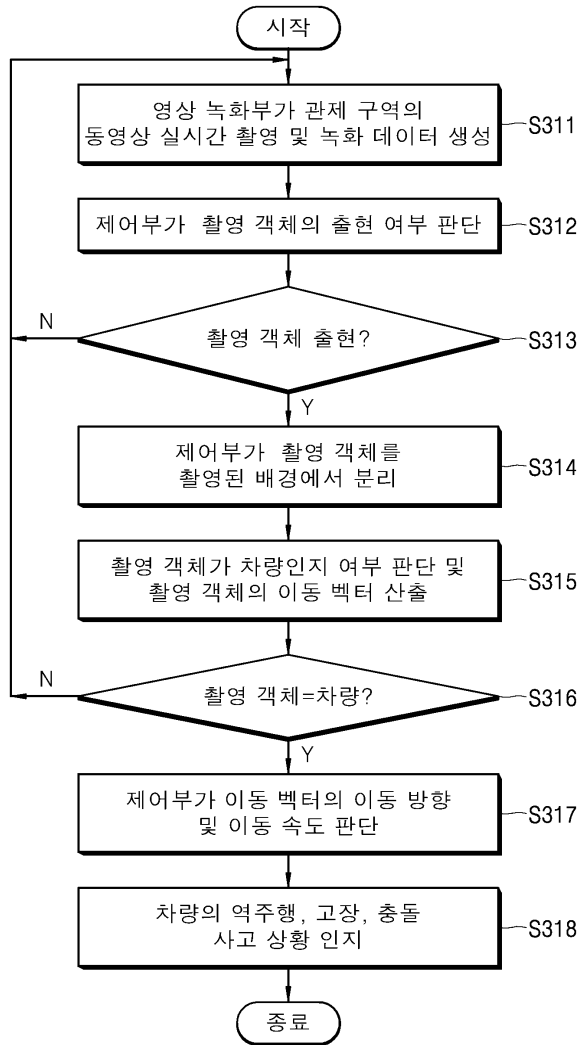 시작
영상 녹화부가 관제 구역의
동영상 실시간 촬영 및 녹화 데이터 생성
S311
제어부가 촬영 객체의 출현 여부 판단
S312
N
촬영 객체 출현?
S313
Y
제어부가 촬영 객체를
촬영된 배경에서 분리
S314
촬영 객체가 차량인지 여부 판단 및
촬영 객체의 이동 벡터 산출
S315
N
촬영 객체=차량?
S316
Y
제어부가 이동 벡터의 이동 방향
및 이동 속도 판단
S317
차량의 역주행, 고장, 충돌
사고 상황 인지
S318
종료